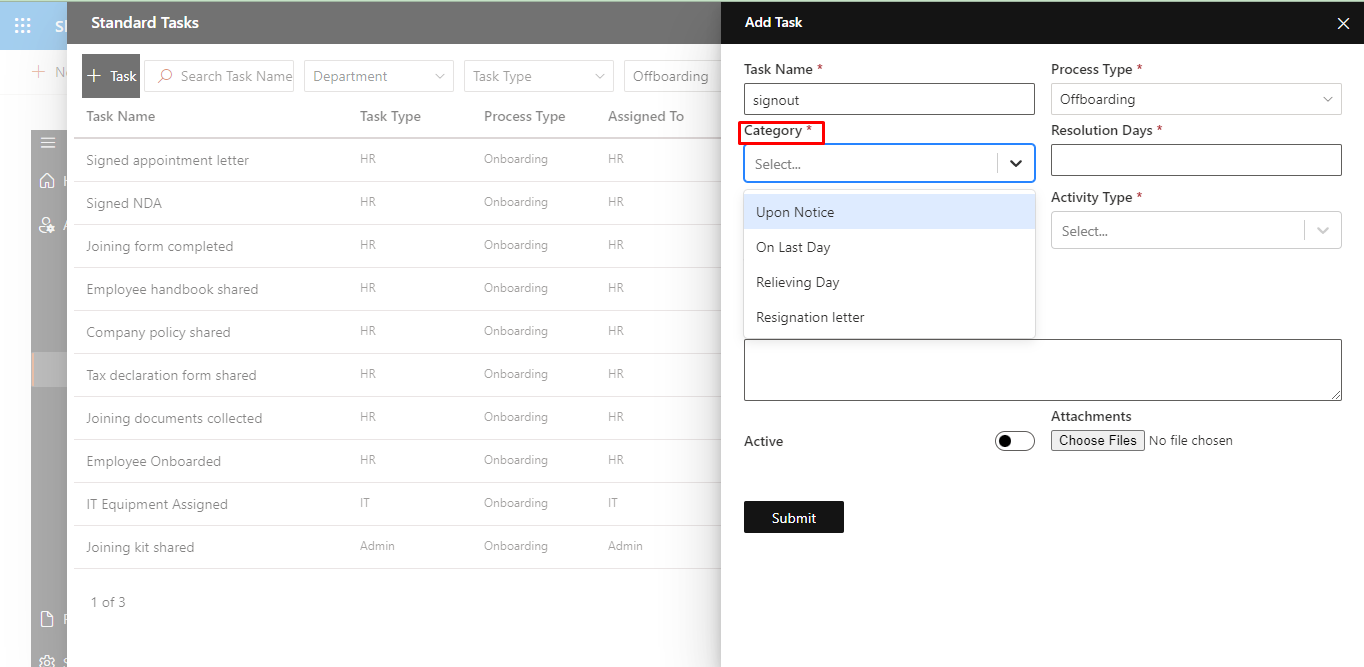 Standard Tasks
Add Task
Task
Search Task Name
Department
Task Type
Offboarding
Task Name Task Type Process Type Assigned To
Signed appointment letter HR Onboarding HR
Signed NDA HR Onboarding HR
Joining form completed HR Onboarding HR
Employee handbook shared HR Onboarding HR
Company policy shared HR Onboarding HR
Tax declaration form shared HR Onboarding HR
Joining documents collected HR Onboarding HR
Employee Onboarded HR Onboarding HR
IT Equipment Assigned IT Onboarding IT
Joining kit shared Admin Onboarding Admin
1 of 3
Task Name * Process Type *
signout Offboarding
Category * Resolution Days *
Select...
Activity Type *
Select...
Upon Notice
On Last Day
Relieving Day
Resignation letter
Attachments
Active
Choose Files No file chosen
Submit